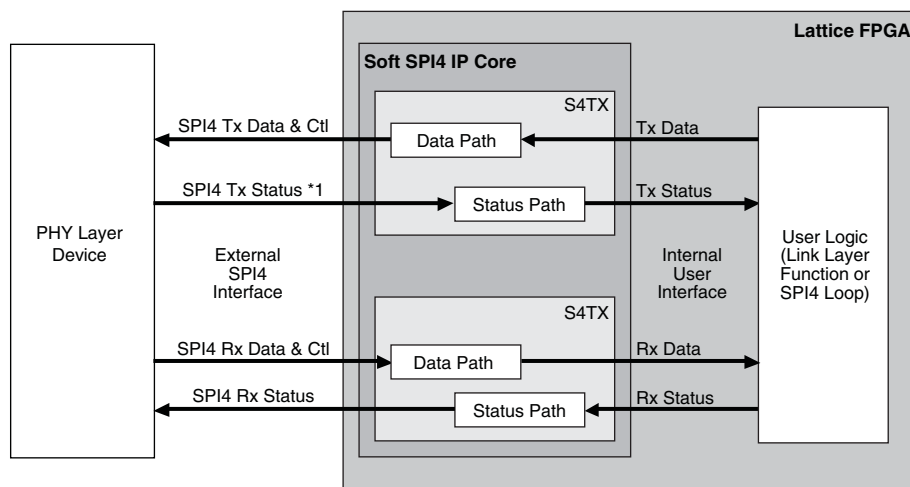 Lattice FPGA
Soft SPI4 IP Core
S4TX
SPI4 Tx Data & Ctl
Data Path
Tx Data
SPI4 Tx Status *1
Status Path
Tx Status
PHY Layer
Device
External
SPI4
Interface
Internal
User
Interface
User Logic
(Link Layer
Function or
SPI4 Loop)
S4TX
SPI4 Rx Data & Ctl
Data Path
Rx Data
SPI4 Rx Status
Status Path
Rx Status